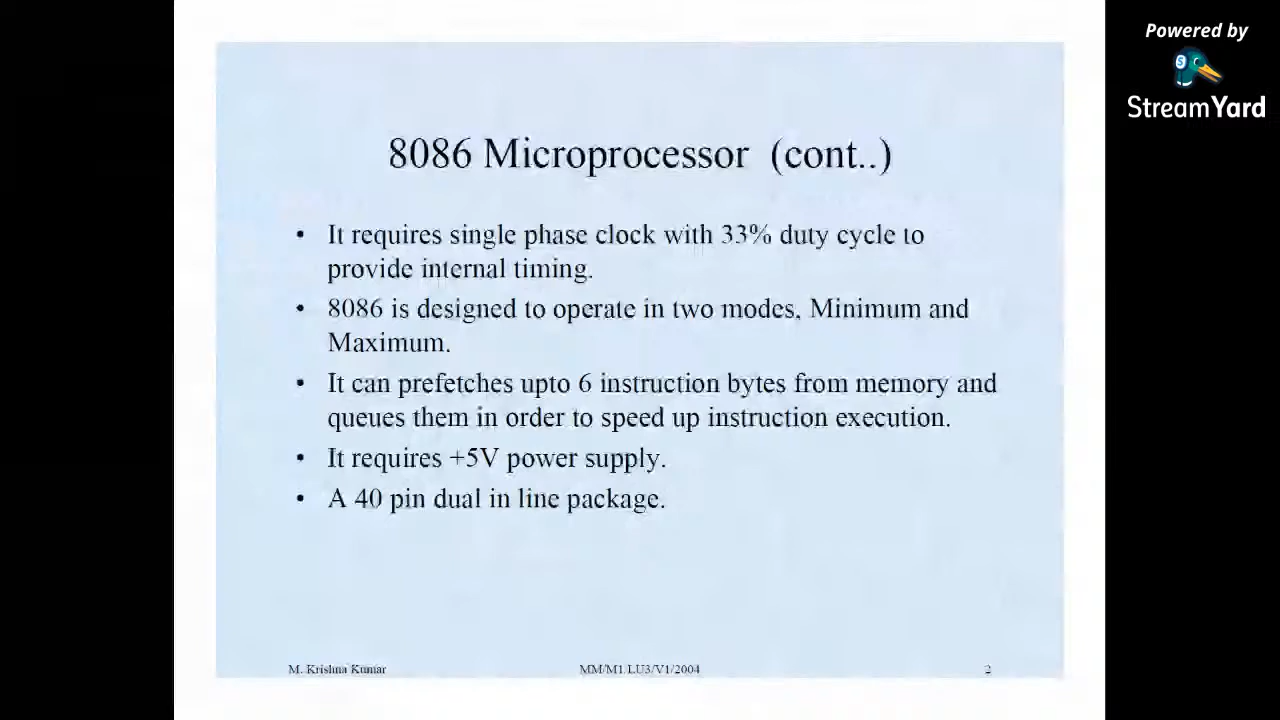 Powered by
StreamYard
8086 Microprocessor (cont..)
• It requires single phase clock with 33% duty cycle to
provide internal timing.
• 8086 is designed to operate in two modes, Minimum and
Maximum.
• It can prefetches upto 6 instruction bytes from memory and
queues them in order to speed up instruction execution.
• It requires +5V power supply.
• A 40 pin dual in line package.
M. Krishna Kumar
MM/M1/LU3/V1/2004
2